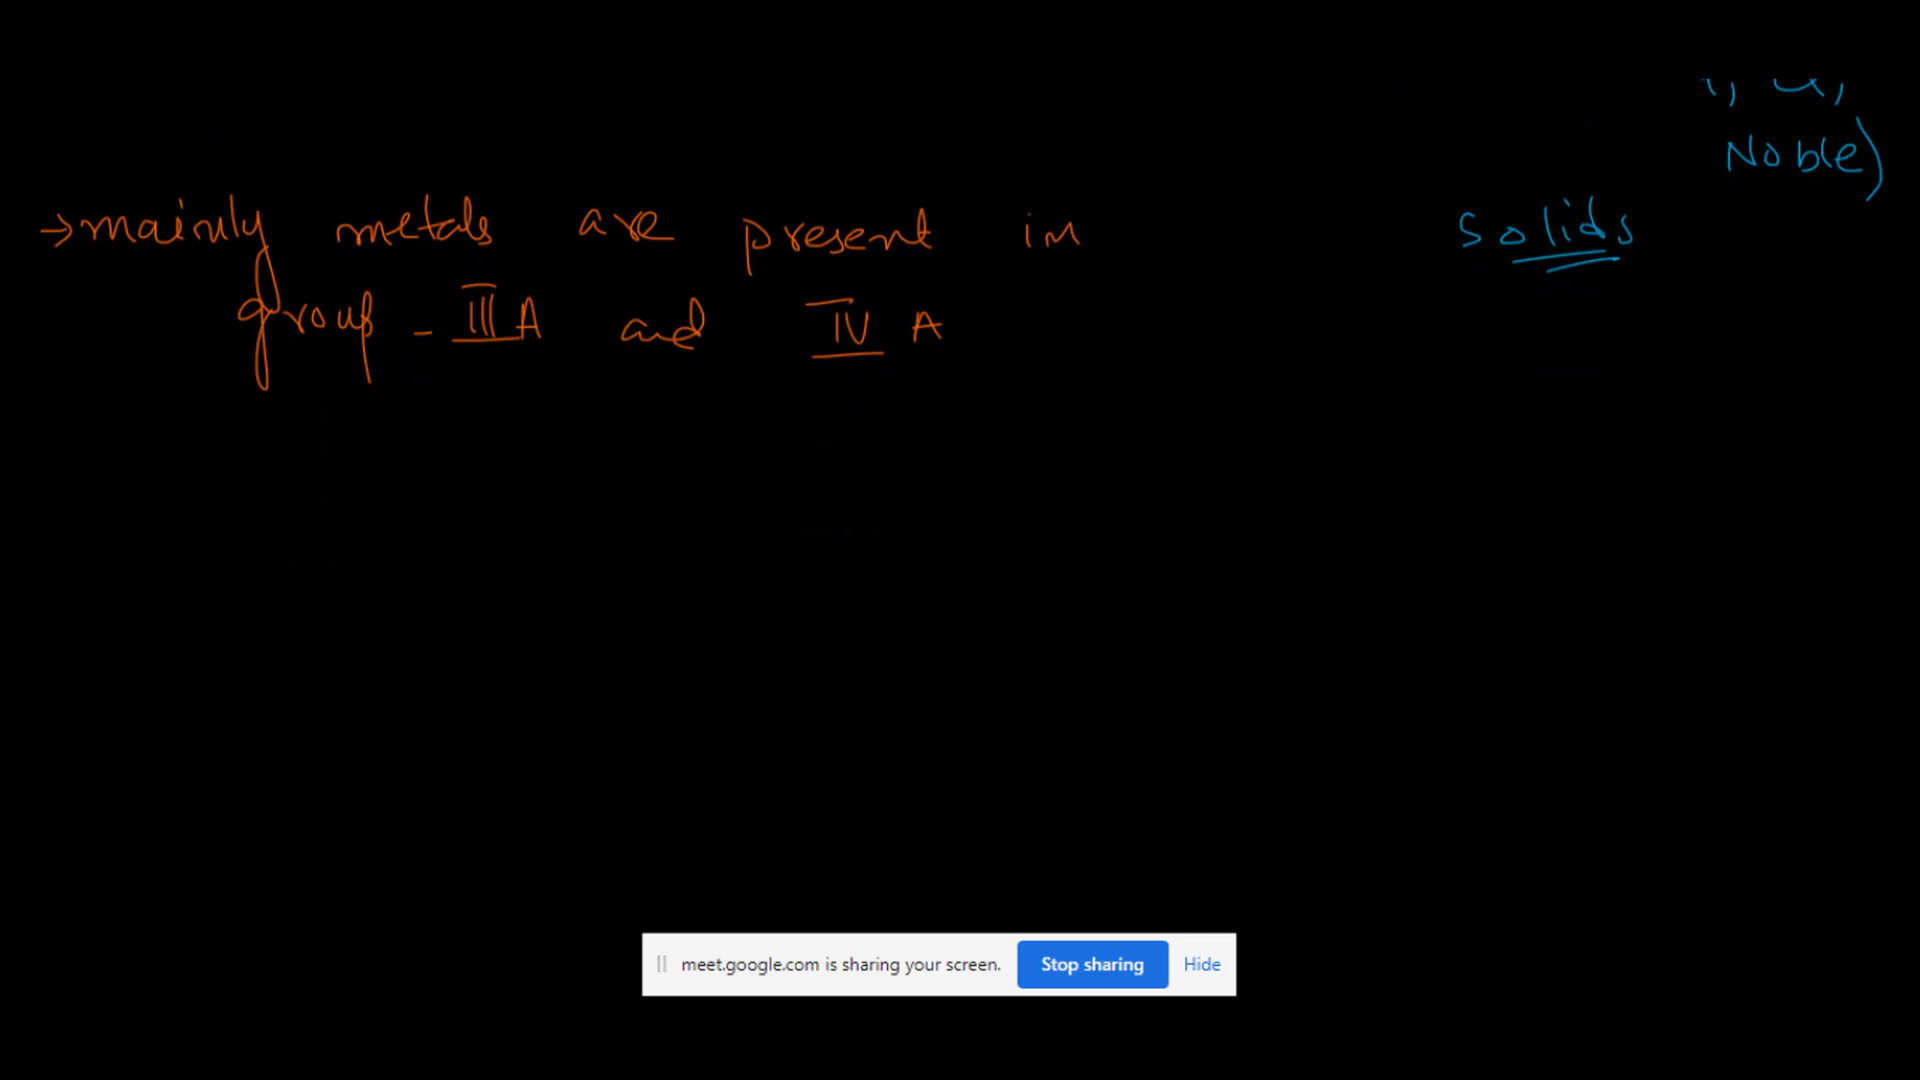 Noble)
→mainly metals are present in
solids
group - III A and IV A
meet.google.com is sharing your screen. Stop sharing Hide